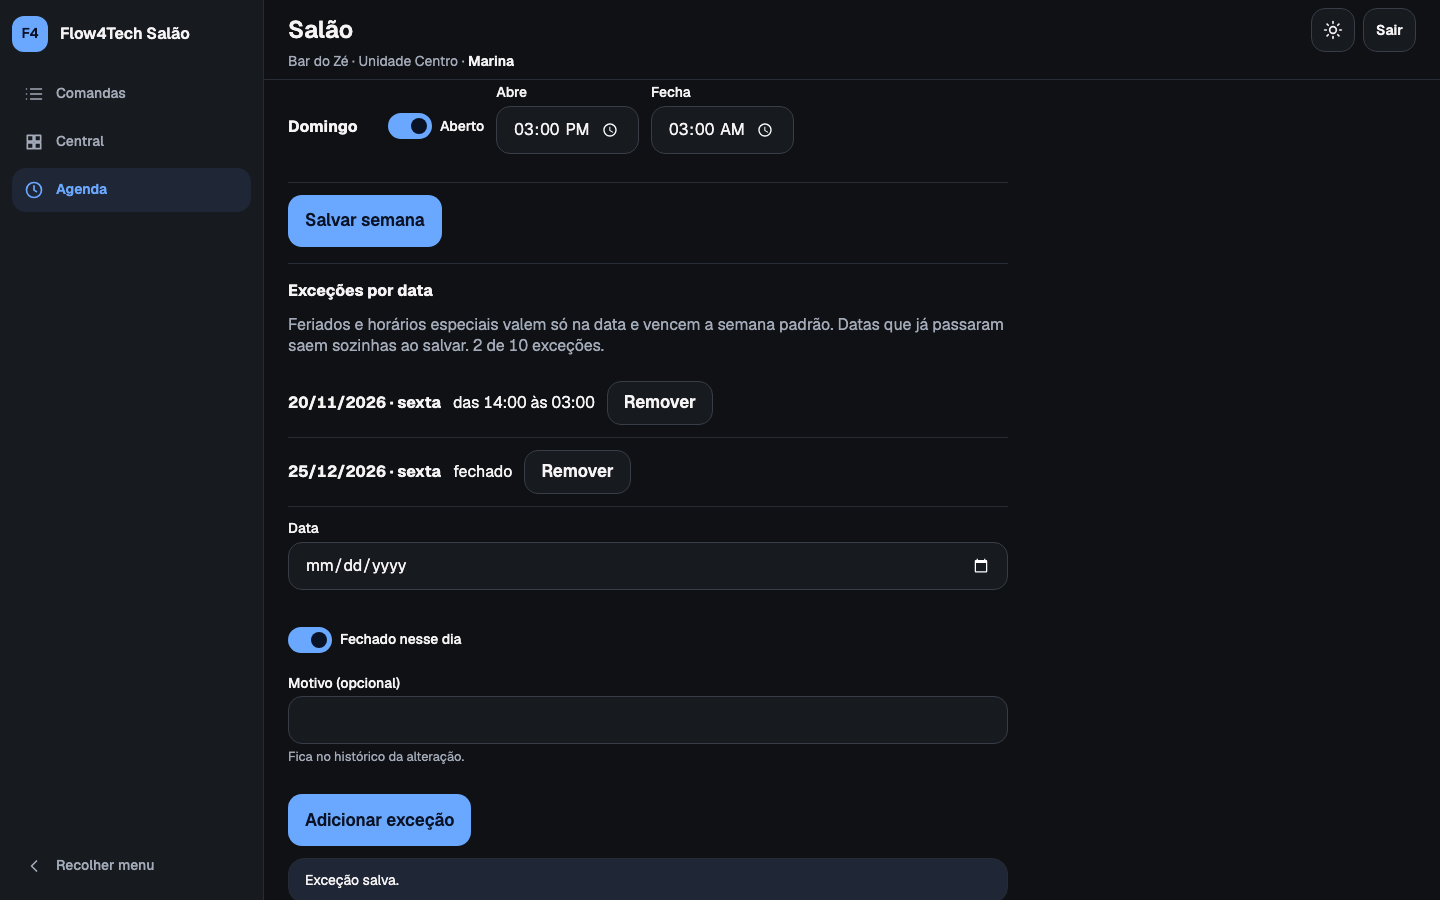 F4 Flow4Tech Salão
Comandas
Central
Agenda
Recolher menu
Salão
Bar do Zé · Unidade Centro · Marina
Sair
Abre Fecha
Domingo Aberto 03:00 PM 03:00 AM
Salvar semana
Exceções por data
Feriados e horários especiais valem só na data e vencem a semana padrão. Datas que já passaram
saem sozinhas ao salvar. 2 de 10 exceções.
20/11/2026 · sexta das 14:00 às 03:00 Remover
25/12/2026 · sexta fechado Remover
Data
mm/dd/yyyy
Fechado nesse dia
Motivo (opcional)
Fica no histórico da alteração.
Adicionar exceção
Exceção salva.